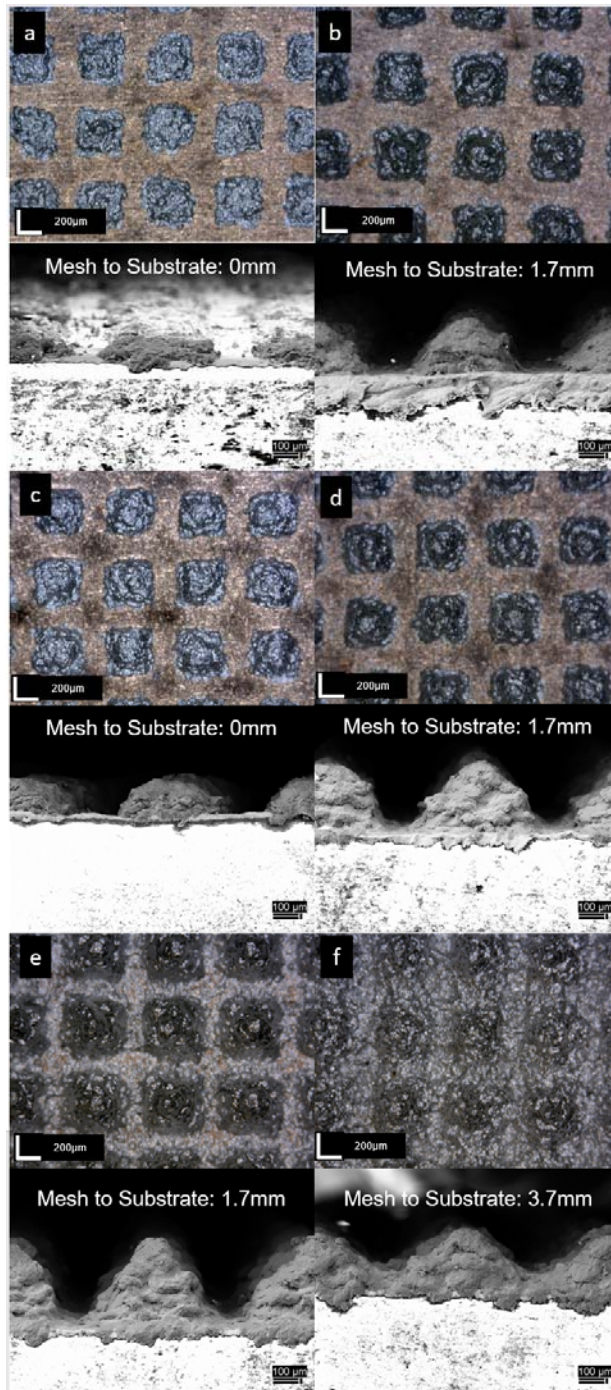 a
b
200µm
200µm
Mesh to Substrate: 0mm
Mesh to Substrate: 1.7mm
100 µm
100 µm
c
d
200µm
200µm
Mesh to Substrate: 0mm
Mesh to Substrate: 1.7mm
100 µm
100 µm
e
f
200µm
200µm
Mesh to Substrate: 1.7mm
Mesh to Substrate: 3.7mm
100 µm
100 µm